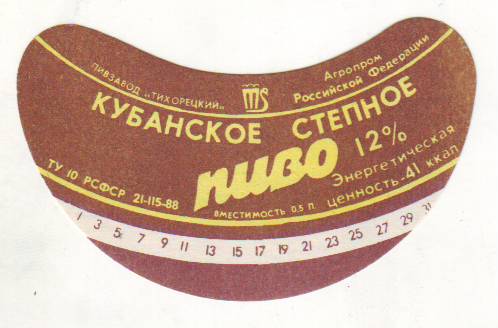 ПИВЗАВОД „ТИХОРЕЦКИЙ"
Агропром
Российской Федерации
КУБАНСКОЕ СТЕПНОЕ
пиво 12%
Энергетическая
ценность-41 ккал
ТУ 10 РСФСР 21-115-88
ВМЕСТИМОСТЬ 0,5 л.
1 3 5 7 9 11 13 15 17 19 21 23 25 27 29 31